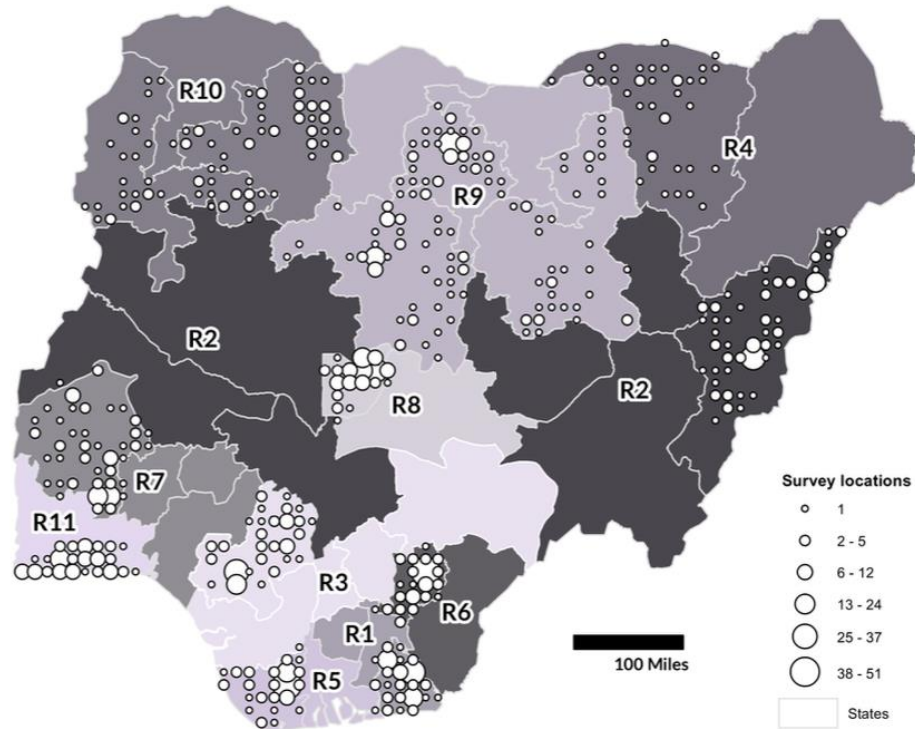 R10
R4
R9
R2
R8
R2
R7
R11
R3
R6
R1
R5
100 Miles
Survey locations
1
2 - 5
6 - 12
13 - 24
25 - 37
38 - 51
States